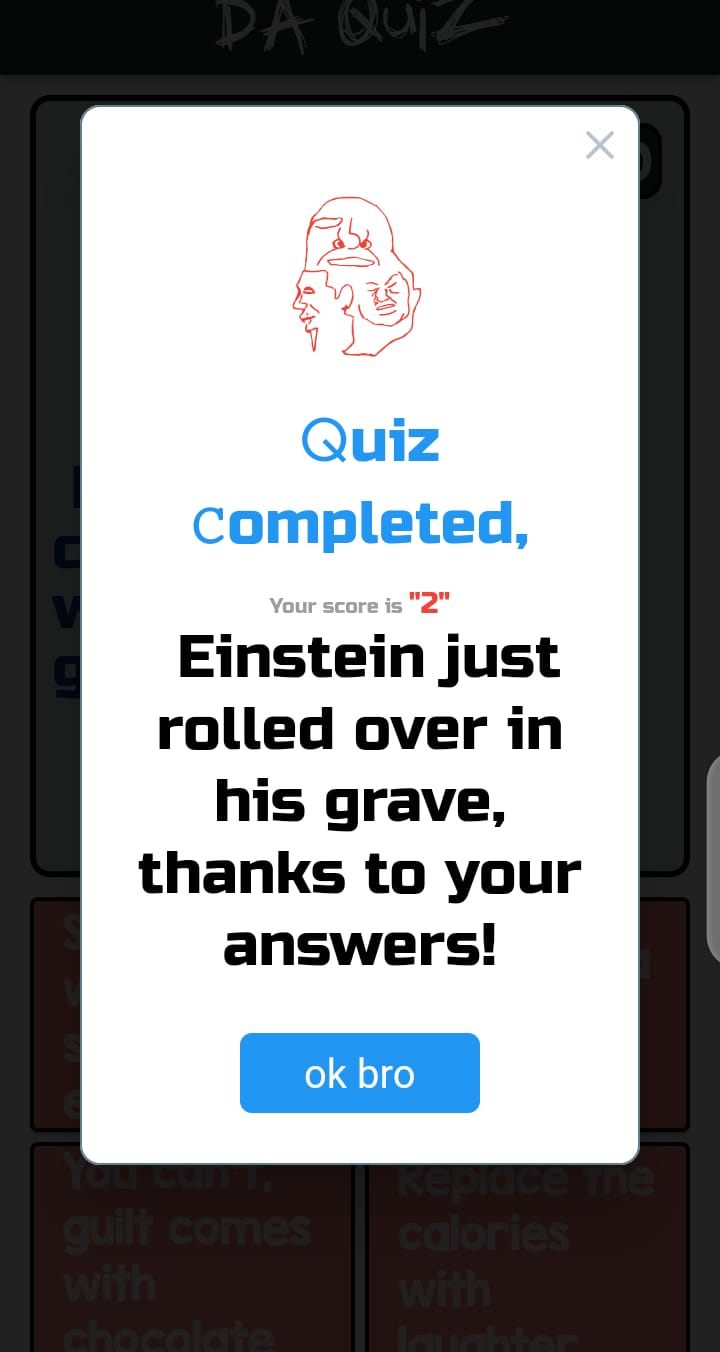 DA QuiZ
Quiz
completed,
Your score is "2"
Einstein just
rolled over in
his grave,
thanks to your
answers!
ok bro
You can't,
guilt comes
with
chocolate
Replace the
calories
with
laughter